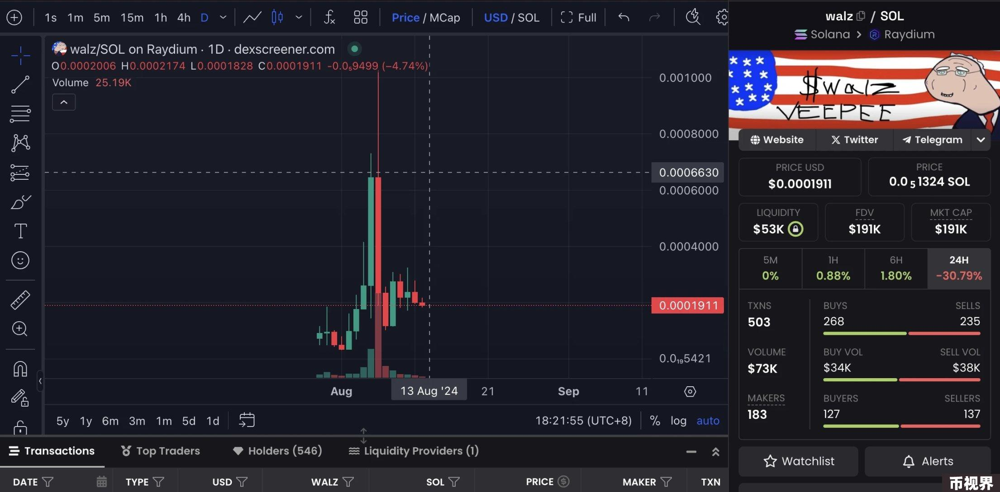 1s 1m 5m 15m 1h 4h D Price / MCap USD / SOL Full
walz/SOL on Raydium · 1D · dexscreener.com
O0.0002006 H0.0002174 L0.0001828 C0.0001911 -0.0₅9499 (−4.74%)
Volume 25.19K
0.001000
0.0008000
0.0006630
0.0006000
0.0004000
0.0001911
0.0₁₉5421
Aug 13 Aug '24 21 Sep 11
5y 1y 6m 3m 1m 5d 1d 18:21:55 (UTC+8) % log auto
Transactions Top Traders Holders (546) Liquidity Providers (1)
DATE TYPE USD WALZ SOL PRICE MAKER TXN
walz / SOL
Solana > Raydium
$walz
VEEPEE
Website Twitter Telegram
PRICE USD PRICE
$0.0001911 0.0₅1324 SOL
LIQUIDITY FDV MKT CAP
$53K $191K $191K
5M 1H 6H 24H
0% 0.88% 1.80% -30.79%
TXNS BUYS SELLS
503 268 235
VOLUME BUY VOL SELL VOL
$73K $34K $38K
MAKERS BUYERS SELLERS
183 127 137
Watchlist Alerts
币视界